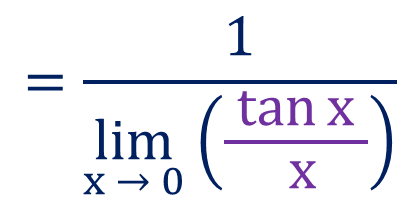 1
=
lim ( tan x / x )
x → 0